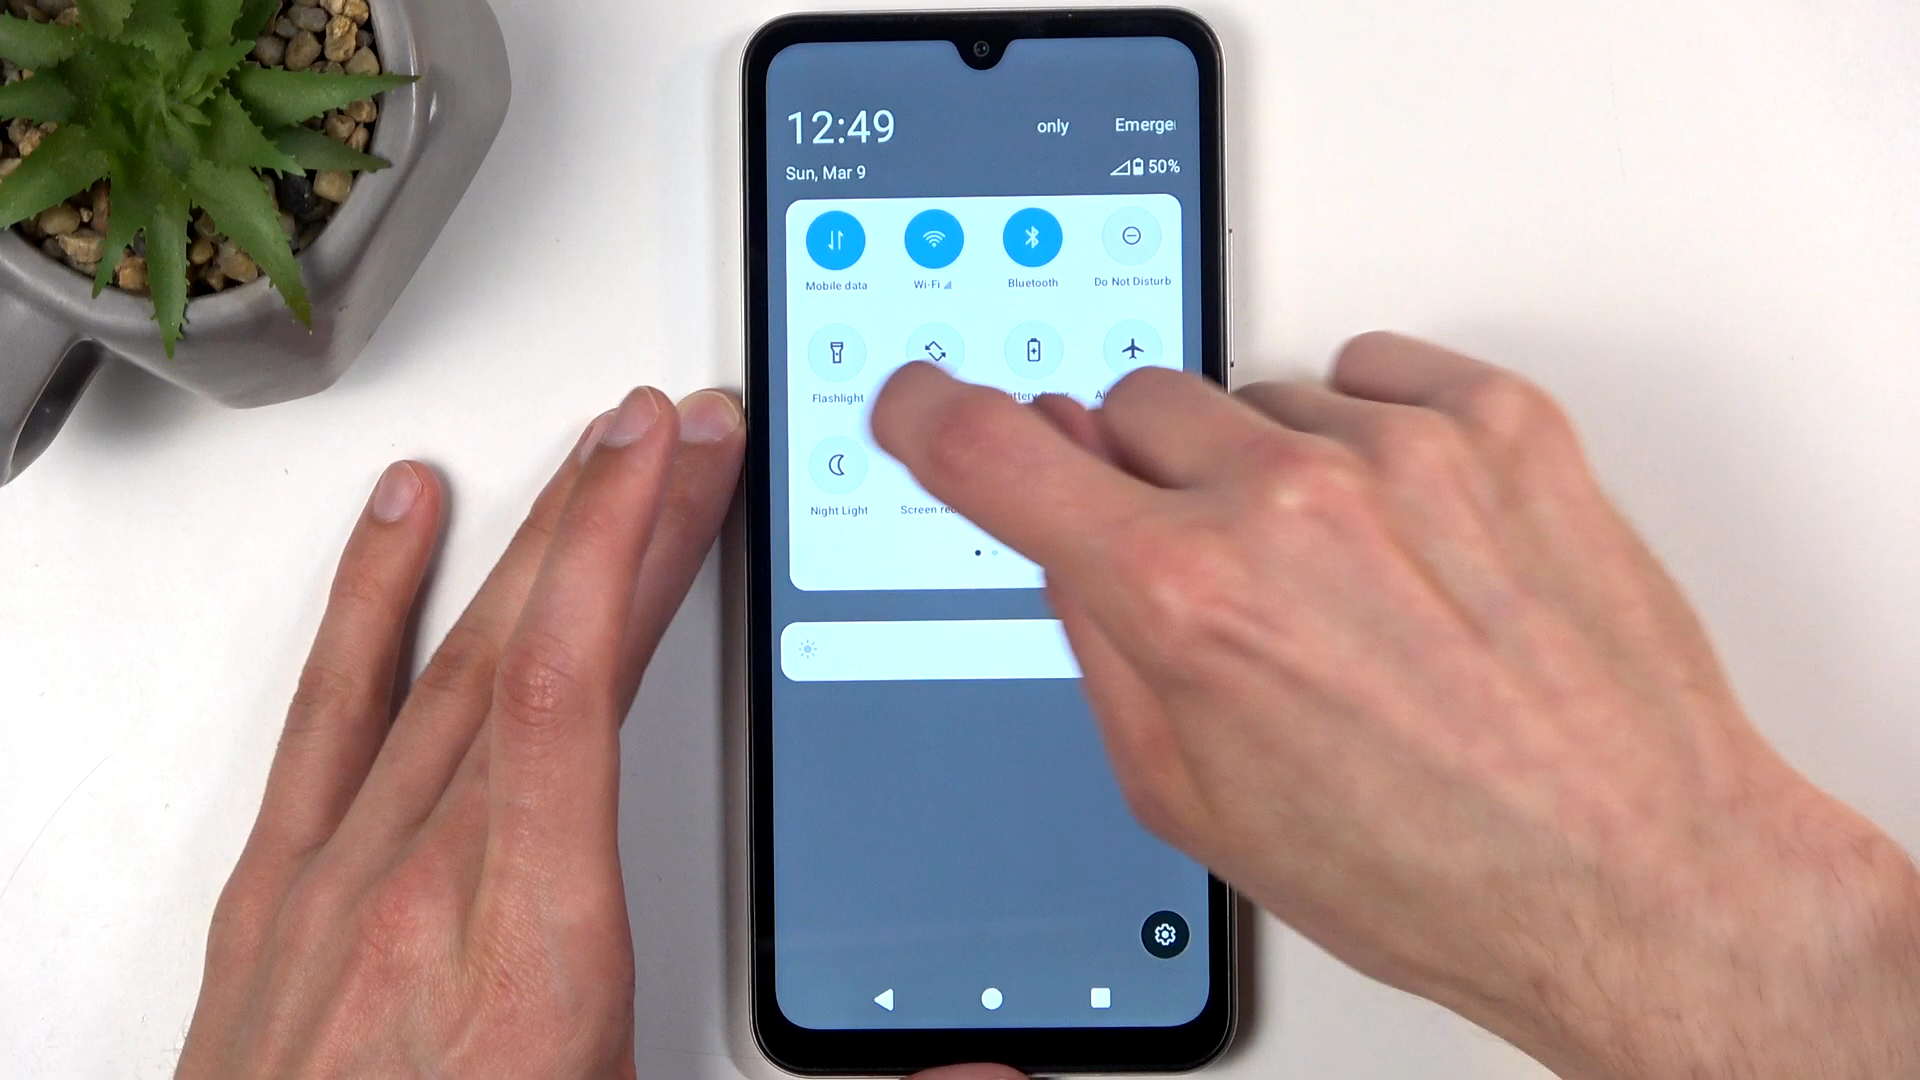 12:49
only Emerge
Sun, Mar 9
50%
Mobile data Wi-Fi Bluetooth Do Not Disturb
Flashlight
Night Light Screen